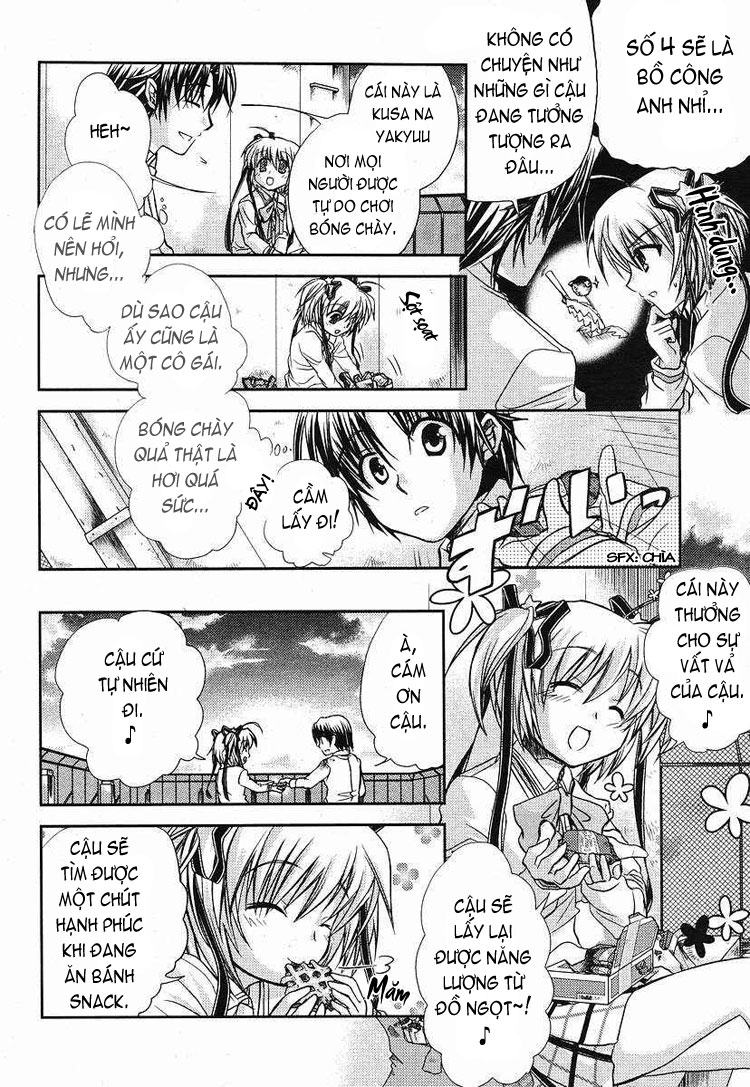 SỐ 4 SẼ LÀ
BỒ CÔNG
ANH NHỈ...
KHÔNG CÓ
CHUYỆN NHƯ
NHỮNG GÌ CẬU
ĐANG TƯỞNG
TƯỢNG RA
ĐÂU...
Hình dung...
CÁI NÀY LÀ
KUSA NA
YAKYUU
NƠI MỌI
NGƯỜI ĐƯỢC
TỰ DO CHƠI
BÓNG CHÀY.
HEH~
CÓ LẼ MÌNH
NÊN HỎI,
NHƯNG...
Sột soạt
DÙ SAO CẬU
ẤY CŨNG LÀ
MỘT CÔ GÁI.
BÓNG CHÀY
QUẢ THẬT LÀ
HƠI QUÁ
SỨC...
ĐÂY!
CẦM
LẤY ĐI!
ずいっ
SFX: CHÌA
CÁI NÀY
THƯỞNG
CHO SỰ
VẤT VẢ
CỦA CẬU.
♪
À,
CÁM
ƠN
CẬU.
CẬU CỨ
TỰ NHIÊN
ĐI.
♪
CẬU SẼ
LẤY LẠI
ĐƯỢC NĂNG
LƯỢNG TỪ
ĐỒ NGỌT~!
♪
CẬU SẼ
TÌM ĐƯỢC
MỘT CHÚT
HẠNH PHÚC
KHI ĐANG
ĂN BÁNH
SNACK.
Măm